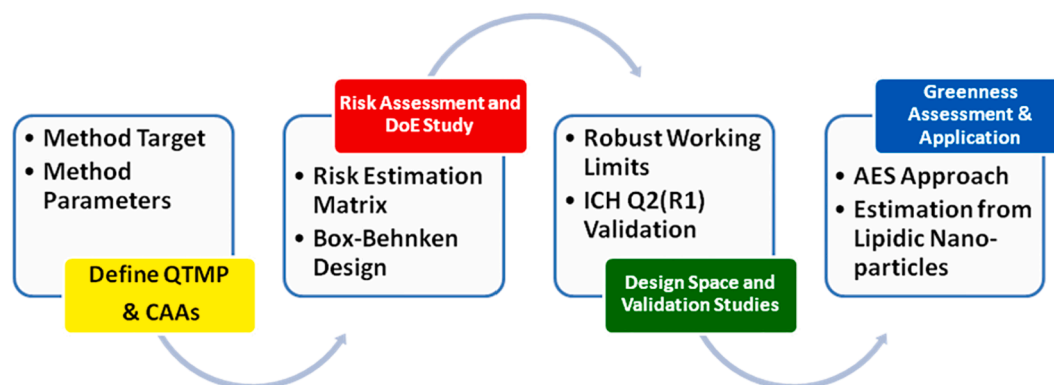 • Method Target
• Method
Parameters
Define QTMP
& CAAs
Risk Assessment and
DoE Study
• Risk Estimation
Matrix
• Box-Behnken
Design
• Robust Working
Limits
• ICH Q2(R1)
Validation
Design Space and
Validation Studies
Greenness
Assessment &
Application
• AES Approach
• Estimation from
Lipidic Nano-
particles